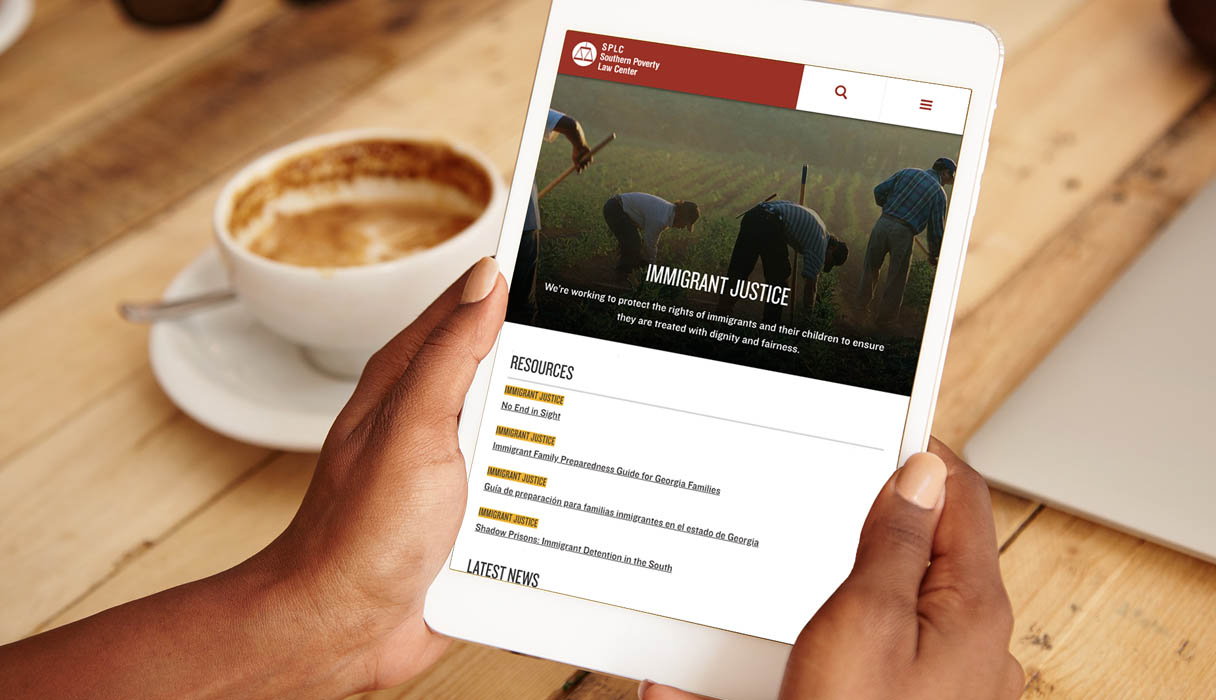 SPLC
Southern Poverty
Law Center
IMMIGRANT JUSTICE
We're working to protect the rights of immigrants and their children to ensure
they are treated with dignity and fairness.
RESOURCES
IMMIGRANT JUSTICE
No End in Sight
IMMIGRANT JUSTICE
Immigrant Family Preparedness Guide for Georgia Families
IMMIGRANT JUSTICE
Guía de preparación para familias inmigrantes en el estado de Georgia
IMMIGRANT JUSTICE
Shadow Prisons: Immigrant Detention in the South
LATEST NEWS